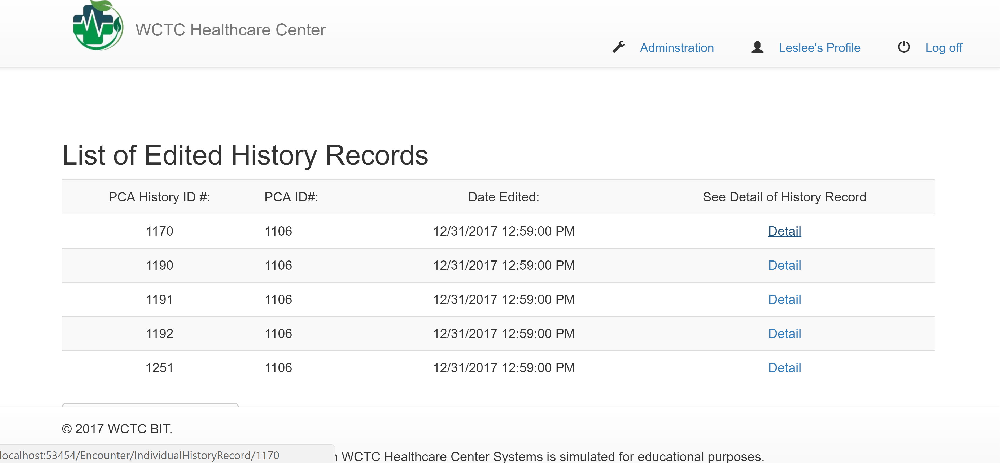 WCTC Healthcare Center
Adminstration Leslee's Profile Log off
List of Edited History Records
PCA History ID #: PCA ID#: Date Edited: See Detail of History Record
1170 1106 12/31/2017 12:59:00 PM Detail
1190 1106 12/31/2017 12:59:00 PM Detail
1191 1106 12/31/2017 12:59:00 PM Detail
1192 1106 12/31/2017 12:59:00 PM Detail
1251 1106 12/31/2017 12:59:00 PM Detail
© 2017 WCTC BIT.
localhost:53454/Encounter/IndividualHistoryRecord/1170
WCTC Healthcare Center Systems is simulated for educational purposes.